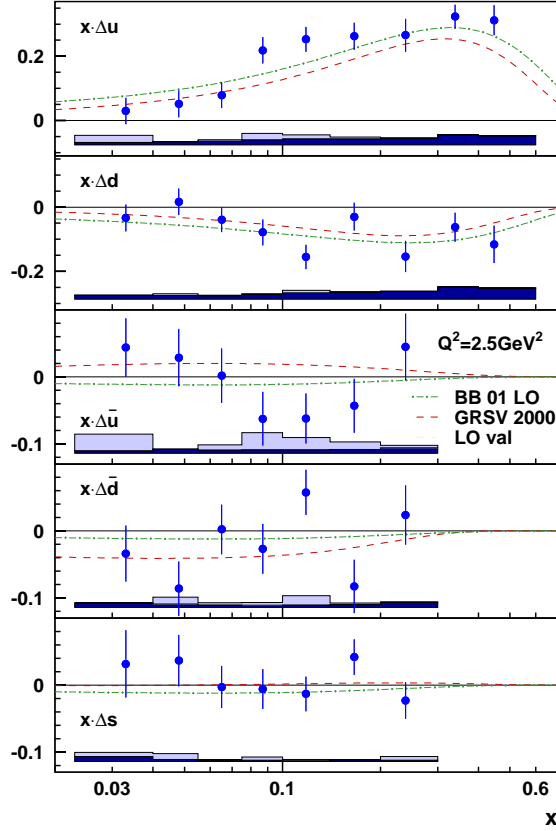 x·Δu
0.2
0
x·Δd
0
-0.2
Q²=2.5GeV²
0
BB 01 LO
GRSV 2000
LO val
x·Δū
-0.1
x·Δd̄
0
-0.1
0
x·Δs
-0.1
0.03
0.1
0.6
x